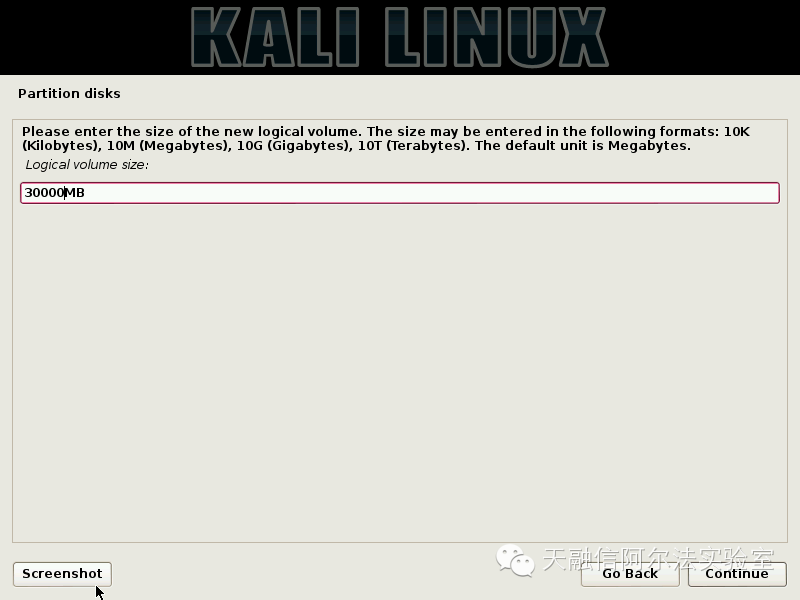 KALI LINUX
Partition disks
Please enter the size of the new logical volume. The size may be entered in the following formats: 10K
(Kilobytes), 10M (Megabytes), 10G (Gigabytes), 10T (Terabytes). The default unit is Megabytes.
Logical volume size:
30000MB
天融信阿尔法实验室
Screenshot
Go Back
Continue